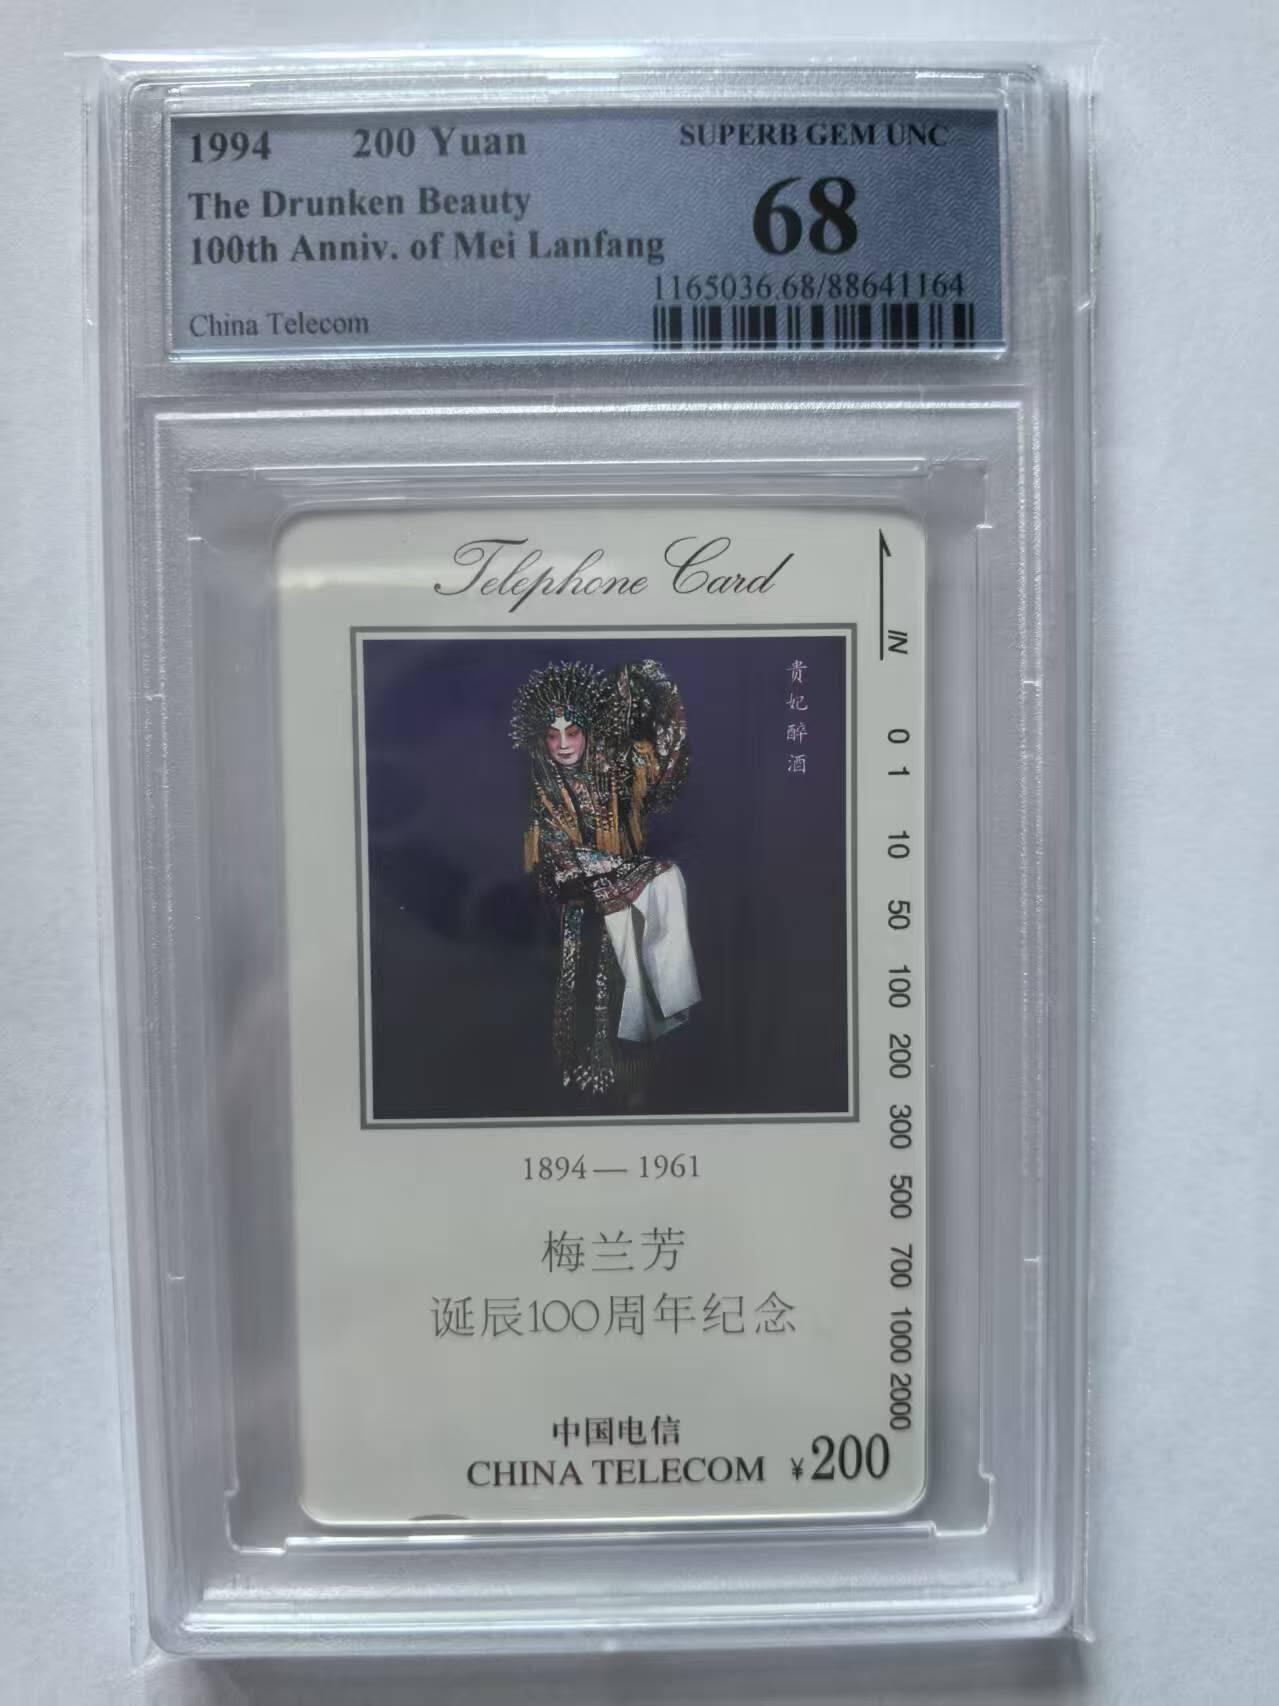 1994 200 Yuan
SUPERB GEM UNC
The Drunken Beauty
68
100th Anniv. of Mei Lanfang
1165036.68/88641164
China Telecom
Telephone Card
贵妃醉酒
IN
0 1 10 50 100 200 300 500 700 1000 2000
1894—1961
梅兰芳
诞辰100周年纪念
中国电信
CHINA TELECOM ¥200